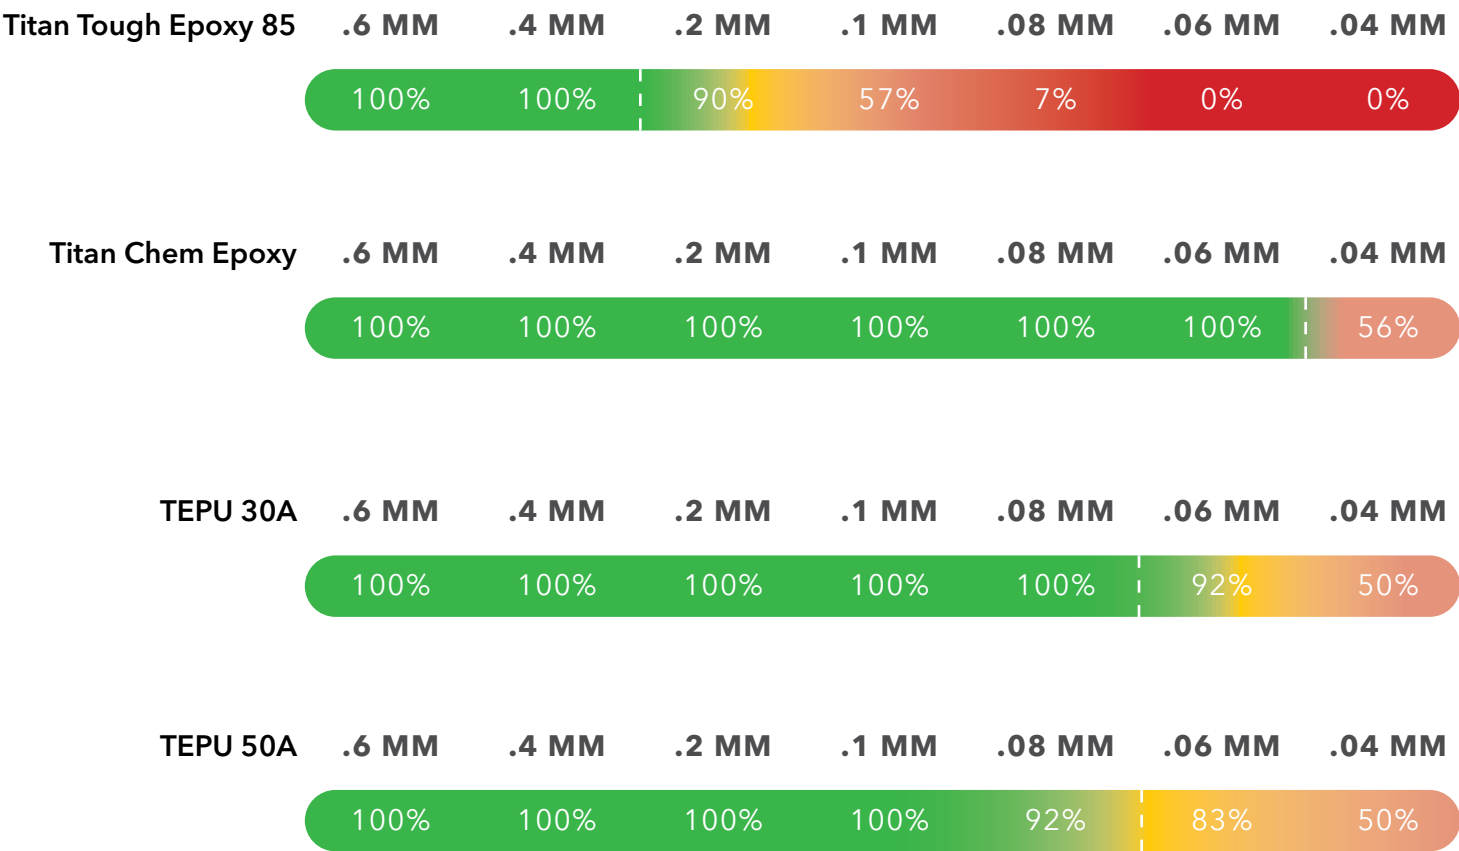 Titan Tough Epoxy 85 .6 MM .4 MM .2 MM .1 MM .08 MM .06 MM .04 MM
100% 100% 90% 57% 7% 0% 0%
Titan Chem Epoxy .6 MM .4 MM .2 MM .1 MM .08 MM .06 MM .04 MM
100% 100% 100% 100% 100% 100% 56%
TEPU 30A .6 MM .4 MM .2 MM .1 MM .08 MM .06 MM .04 MM
100% 100% 100% 100% 100% 92% 50%
TEPU 50A .6 MM .4 MM .2 MM .1 MM .08 MM .06 MM .04 MM
100% 100% 100% 100% 92% 83% 50%